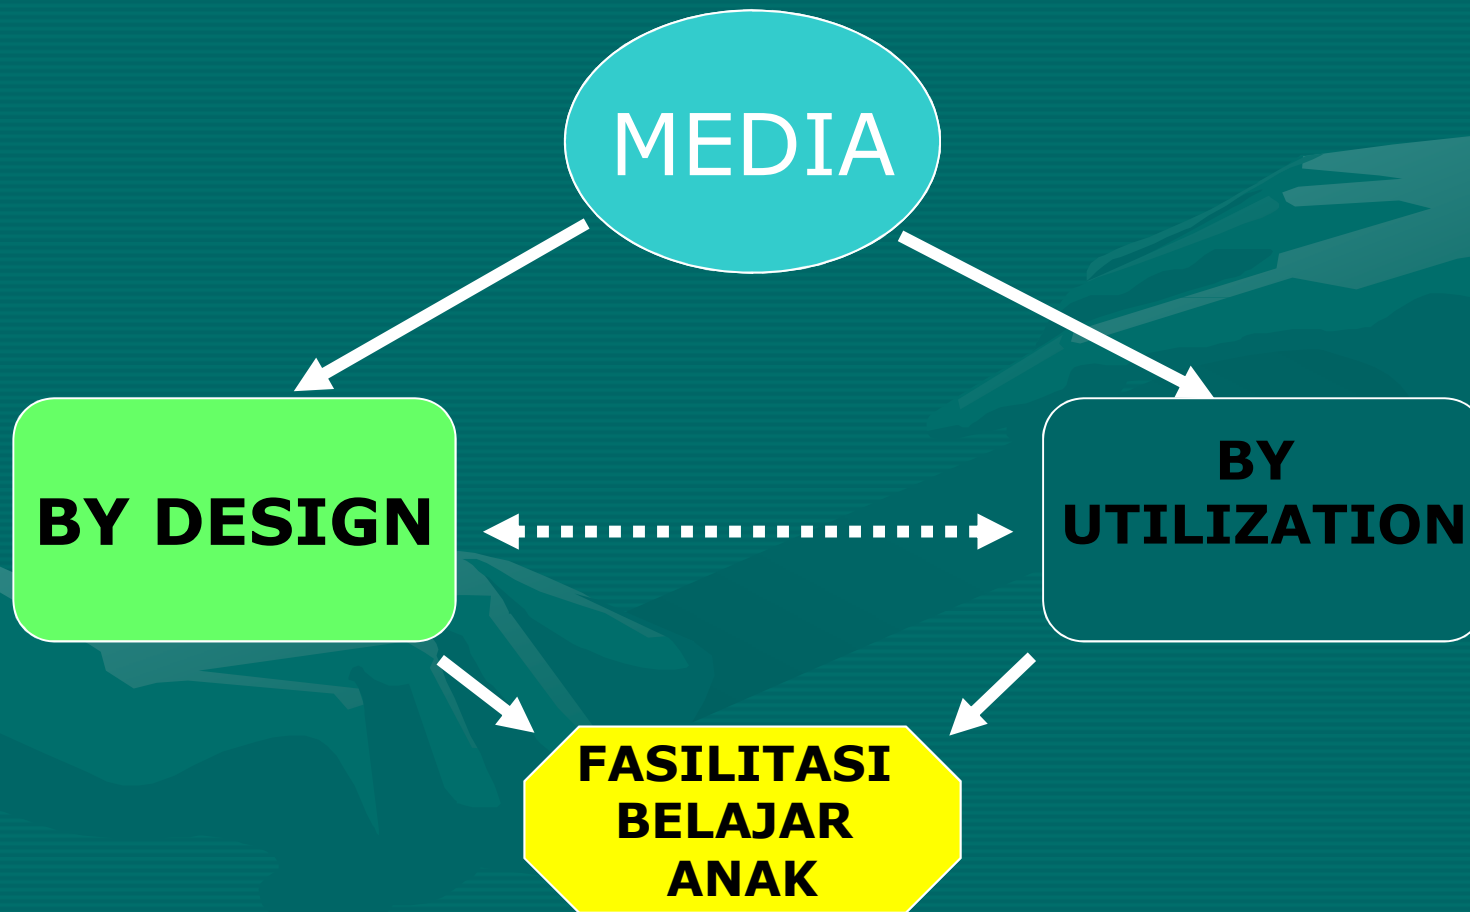 MEDIA
BY DESIGN
BY
UTILIZATION
FASILITASI
BELAJAR
ANAK